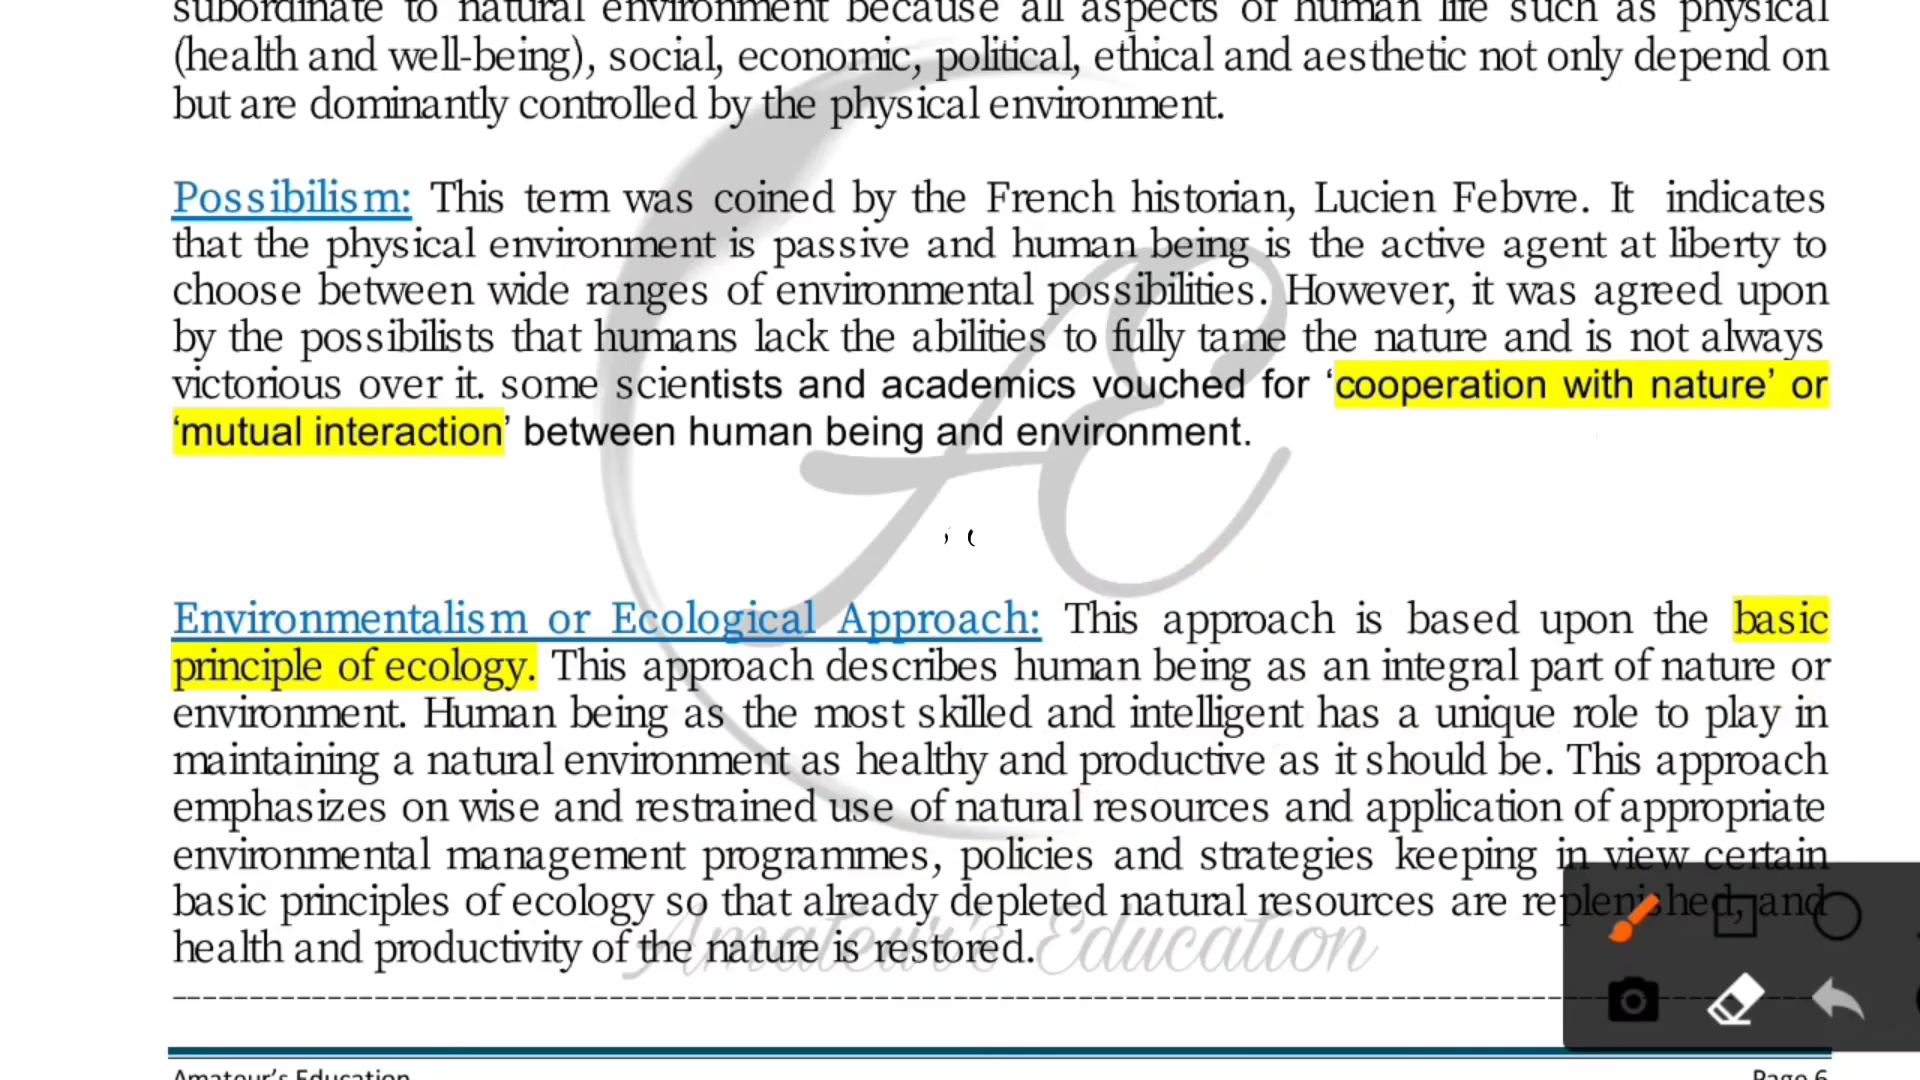 subordinate to natural environment because all aspects of human life such as physical
(health and well-being), social, economic, political, ethical and aesthetic not only depend on
but are dominantly controlled by the physical environment.
Possibilism: This term was coined by the French historian, Lucien Febvre. It indicates
that the physical environment is passive and human being is the active agent at liberty to
choose between wide ranges of environmental possibilities. However, it was agreed upon
by the possibilists that humans lack the abilities to fully tame the nature and is not always
victorious over it. some scientists and academics vouched for ‘cooperation with nature’ or
‘mutual interaction’ between human being and environment.
Environmentalism or Ecological Approach: This approach is based upon the basic
principle of ecology. This approach describes human being as an integral part of nature or
environment. Human being as the most skilled and intelligent has a unique role to play in
maintaining a natural environment as healthy and productive as it should be. This approach
emphasizes on wise and restrained use of natural resources and application of appropriate
environmental management programmes, policies and strategies keeping in view certain
basic principles of ecology so that already depleted natural resources are replenished, and
health and productivity of the nature is restored.
Amateur's Education
Amateur’s Education Page 6